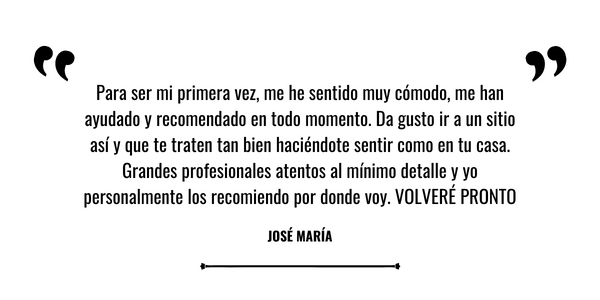 Para ser mi primera vez, me he sentido muy cómodo, me han
ayudado y recomendado en todo momento. Da gusto ir a un sitio
así y que te traten tan bien haciéndote sentir como en tu casa.
Grandes profesionales atentos al mínimo detalle y yo
personalmente los recomiendo por donde voy. VOLVERÉ PRONTO
JOSÉ MARÍA